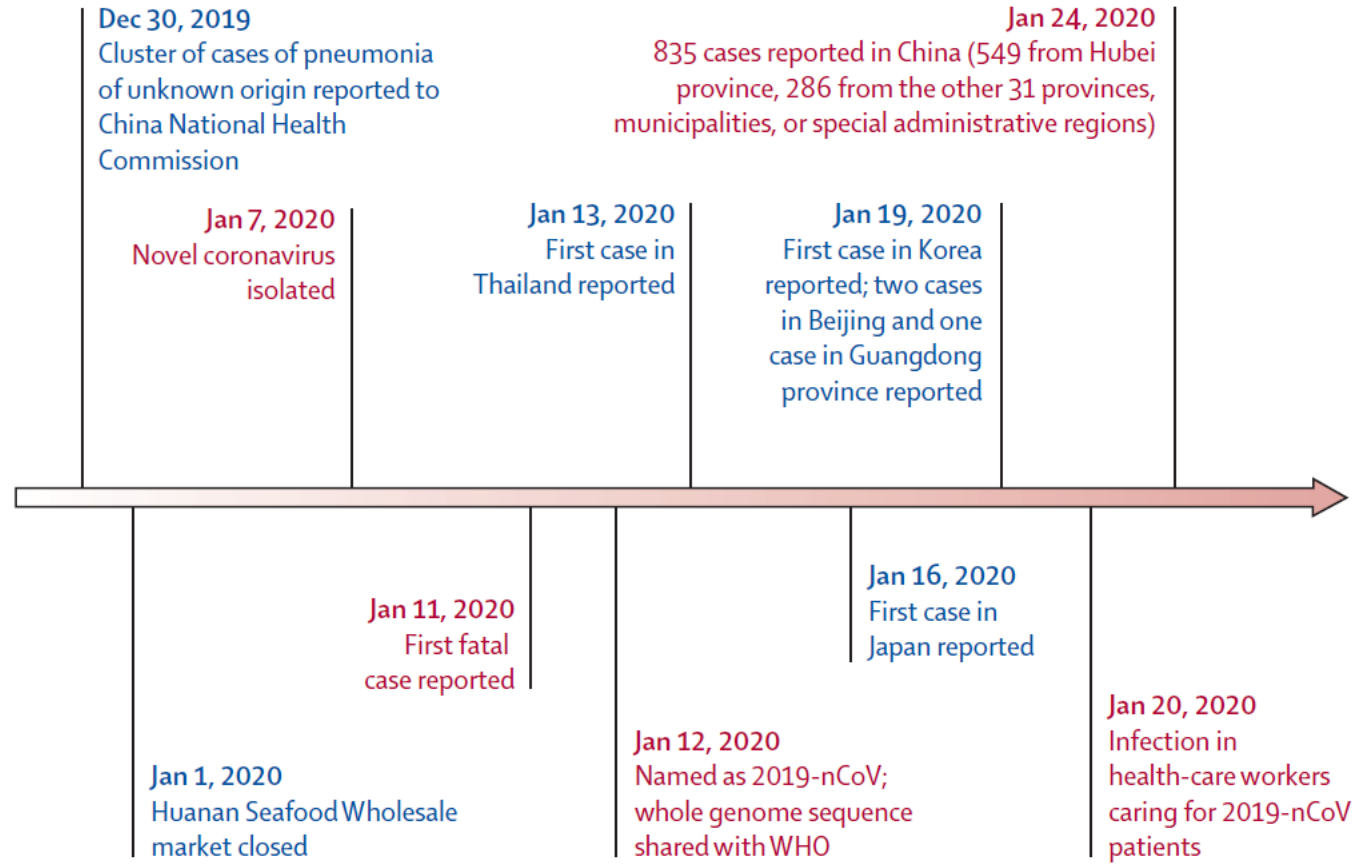 Dec 30, 2019
Cluster of cases of pneumonia
of unknown origin reported to
China National Health
Commission
Jan 24, 2020
835 cases reported in China (549 from Hubei
province, 286 from the other 31 provinces,
municipalities, or special administrative regions)
Jan 7, 2020
Novel coronavirus
isolated
Jan 13, 2020
First case in
Thailand reported
Jan 19, 2020
First case in Korea
reported; two cases
in Beijing and one
case in Guangdong
province reported
Jan 11, 2020
First fatal
case reported
Jan 16, 2020
First case in
Japan reported
Jan 1, 2020
Huanan Seafood Wholesale
market closed
Jan 12, 2020
Named as 2019-nCoV;
whole genome sequence
shared with WHO
Jan 20, 2020
Infection in
health-care workers
caring for 2019-nCoV
patients